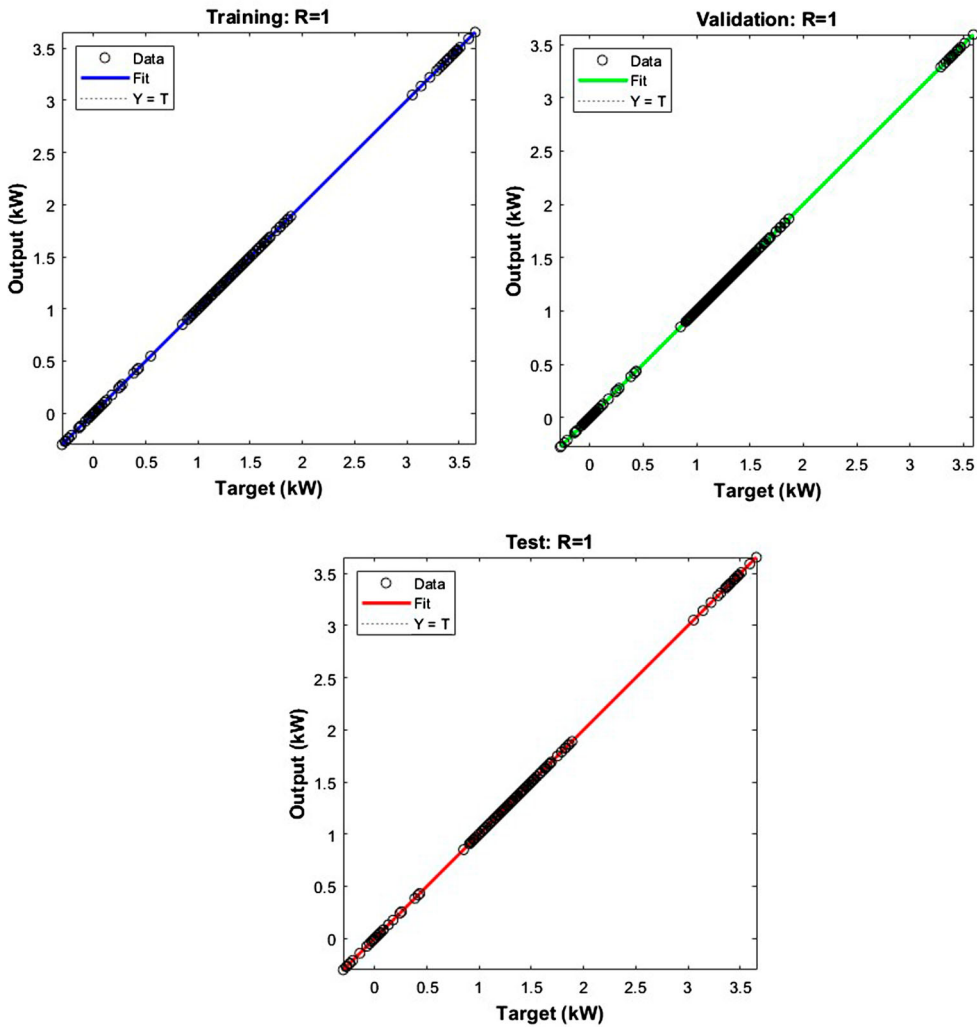 Training: R=1
Data
Fit
Y = T
3.5
3
2.5
2
1.5
1
0.5
0
Output (kW)
0 0.5 1 1.5 2 2.5 3 3.5
Target (kW)
Validation: R=1
Data
Fit
Y = T
3.5
3
2.5
2
1.5
1
0.5
0
Output (kW)
0 0.5 1 1.5 2 2.5 3 3.5
Target (kW)
Test: R=1
Data
Fit
Y = T
3.5
3
2.5
2
1.5
1
0.5
0
Output (kW)
0 0.5 1 1.5 2 2.5 3 3.5
Target (kW)